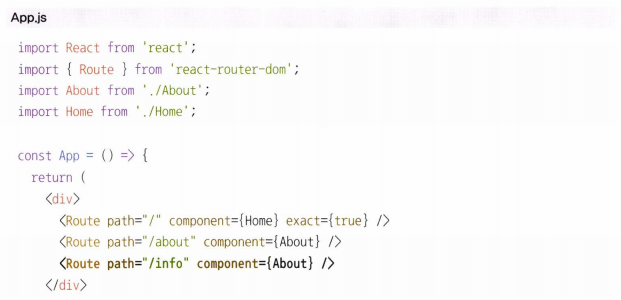 App.js
import React from 'react';
import { Route } from 'react-router-dom';
import About from './About';
import Home from './Home';
const App = () => {
return (
<div>
<Route path="/" component={Home} exact={true} />
<Route path="/about" component={About} />
<Route path="/info" component={About} />
</div>